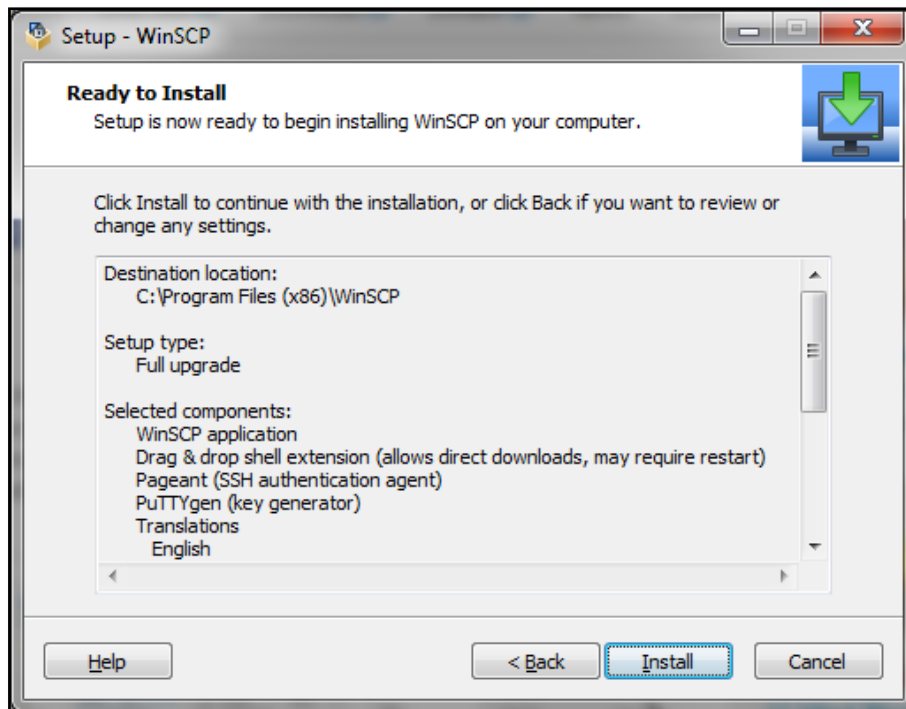 Setup - WinSCP
Ready to Install
Setup is now ready to begin installing WinSCP on your computer.
Click Install to continue with the installation, or click Back if you want to review or
change any settings.
Destination location:
C:\Program Files (x86)\WinSCP
Setup type:
Full upgrade
Selected components:
WinSCP application
Drag & drop shell extension (allows direct downloads, may require restart)
Pageant (SSH authentication agent)
PuTTYgen (key generator)
Translations
English
Help < Back Install Cancel